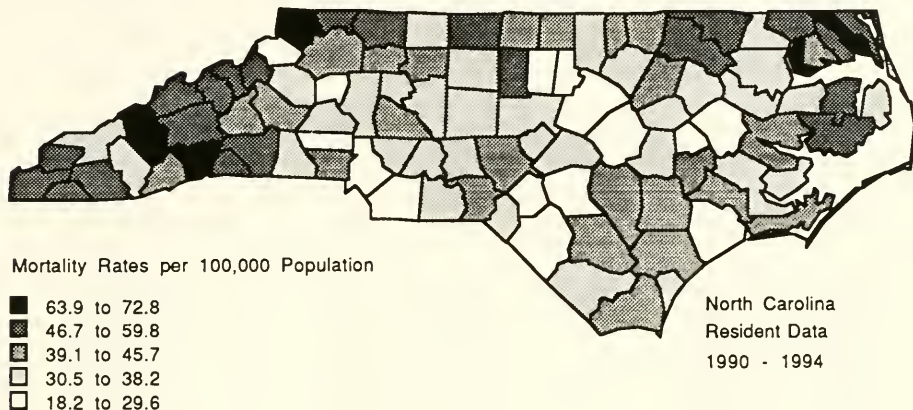 Mortality Rates per 100,000 Population
63.9 to 72.8
46.7 to 59.8
39.1 to 45.7
30.5 to 38.2
18.2 to 29.6
North Carolina
Resident Data
1990 - 1994